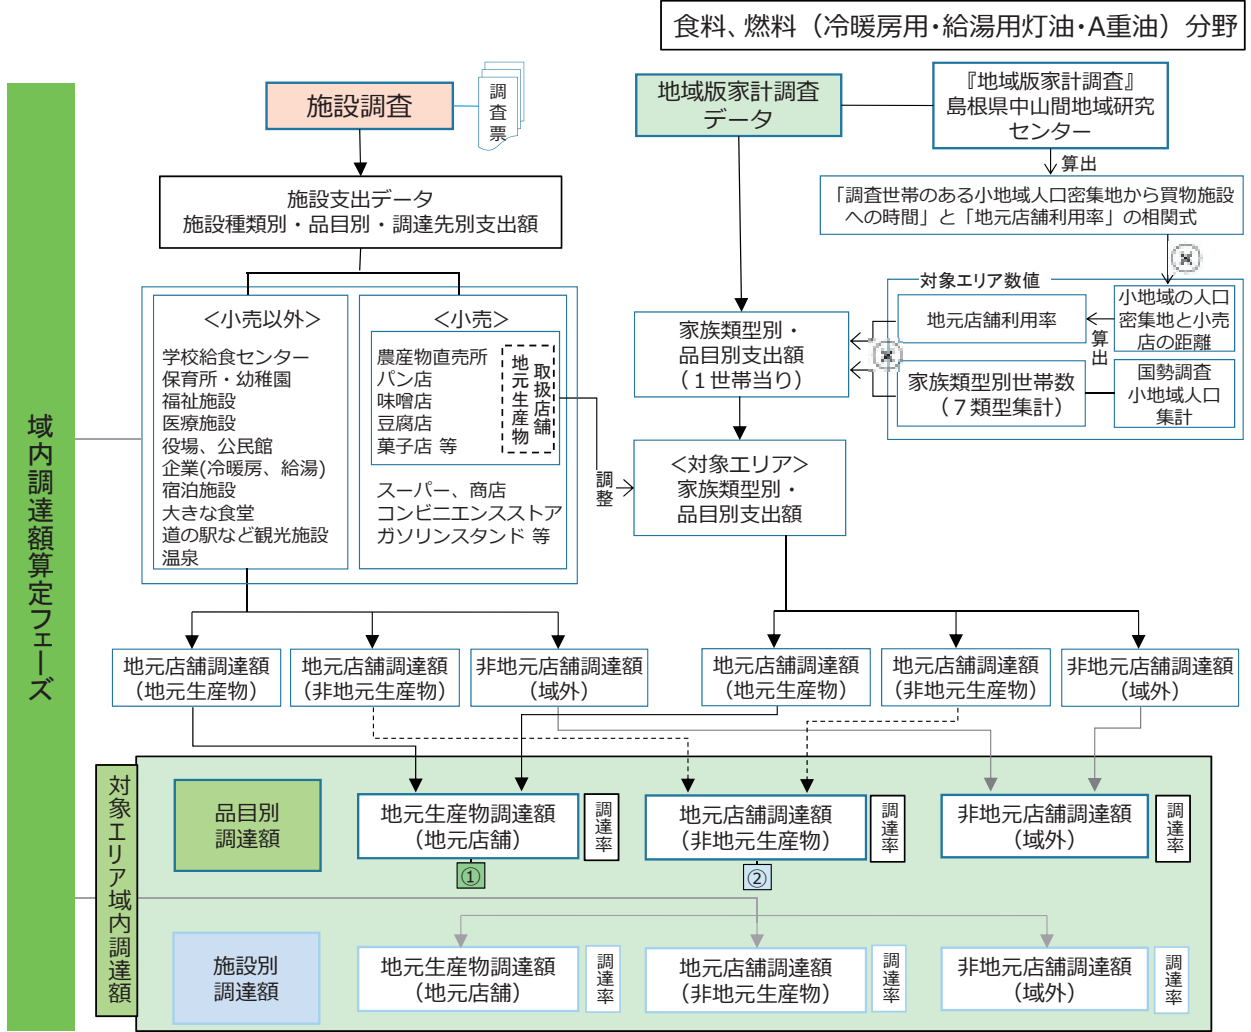 食料、燃料（冷暖房用・給湯用灯油・A重油）分野
域内調達額算定フェーズ
施設調査
調査票
地域版家計調査
データ
『地域版家計調査』
島根県中山間地域研究
センター
算出
施設支出データ
施設種類別・品目別・調達先別支出額
「調査世帯のある小地域人口密集地から買物施設
への時間」と「地元店舗利用率」の相関式
対象エリア数値
＜小売以外＞
学校給食センター
保育所・幼稚園
福祉施設
医療施設
役場、公民館
企業(冷暖房、給湯)
宿泊施設
大きな食堂
道の駅など観光施設
温泉
＜小売＞
農産物直売所
パン店
味噌店
豆腐店
菓子店 等
取扱店舗
地元生産物
スーパー、商店
コンビニエンスストア
ガソリンスタンド 等
調整
家族類型別・
品目別支出額
（１世帯当り）
地元店舗利用率
算出
小地域の人口
密集地と小売
店の距離
家族類型別世帯数
（７類型集計）
国勢調査
小地域人口
集計
＜対象エリア＞
家族類型別・
品目別支出額
地元店舗調達額
（地元生産物）
地元店舗調達額
（非地元生産物）
非地元店舗調達額
（域外）
地元店舗調達額
（地元生産物）
地元店舗調達額
（非地元生産物）
非地元店舗調達額
（域外）
対象エリア域内調達額
品目別
調達額
地元生産物調達額
（地元店舗）
調達率
①
地元店舗調達額
（非地元生産物）
調達率
②
非地元店舗調達額
（域外）
調達率
施設別
調達額
地元生産物調達額
（地元店舗）
調達率
地元店舗調達額
（非地元生産物）
調達率
非地元店舗調達額
（域外）
調達率